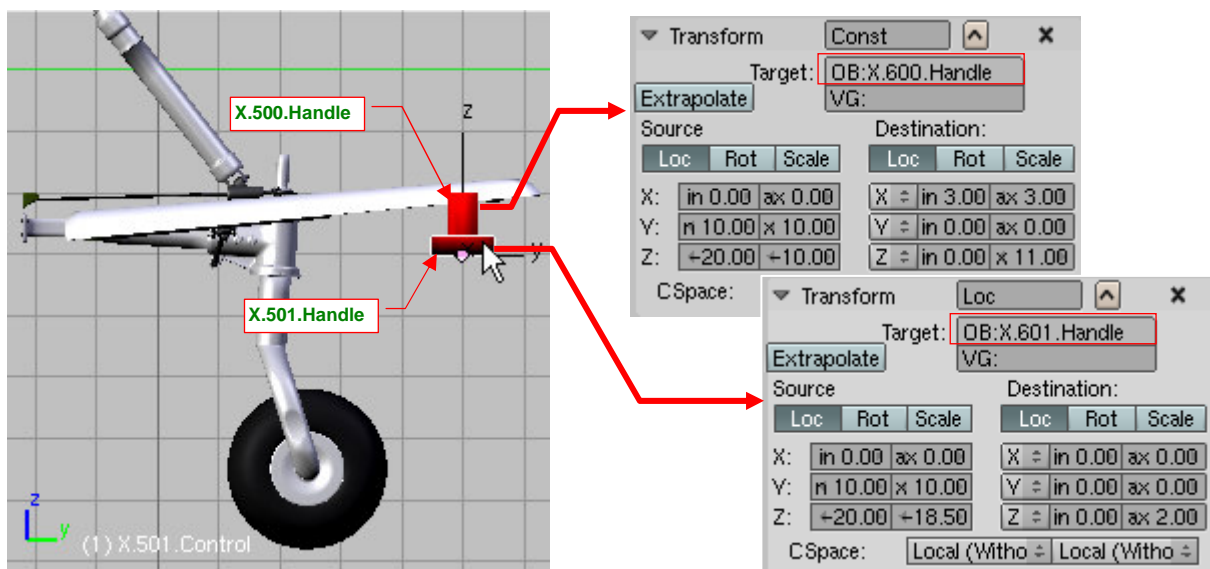 X.500.Handle
z
y
X.501.Handle
z
y
(1) X.501.Control
Transform Const
Target: OB:X.600.Handle
Extrapolate VG:
Source Destination:
Loc Rot Scale Loc Rot Scale
X: in 0.00 ax 0.00 X in 3.00 ax 3.00
Y: n 10.00 x 10.00 Y in 0.00 ax 0.00
Z: +20.00 +10.00 Z in 0.00 x 11.00
CSpace:
Transform Loc
Target: OB:X.601.Handle
Extrapolate VG:
Source Destination:
Loc Rot Scale Loc Rot Scale
X: in 0.00 ax 0.00 X in 0.00 ax 0.00
Y: n 10.00 x 10.00 Y in 0.00 ax 0.00
Z: +20.00 +18.50 Z in 0.00 ax 2.00
CSpace: Local (Witho Local (Witho